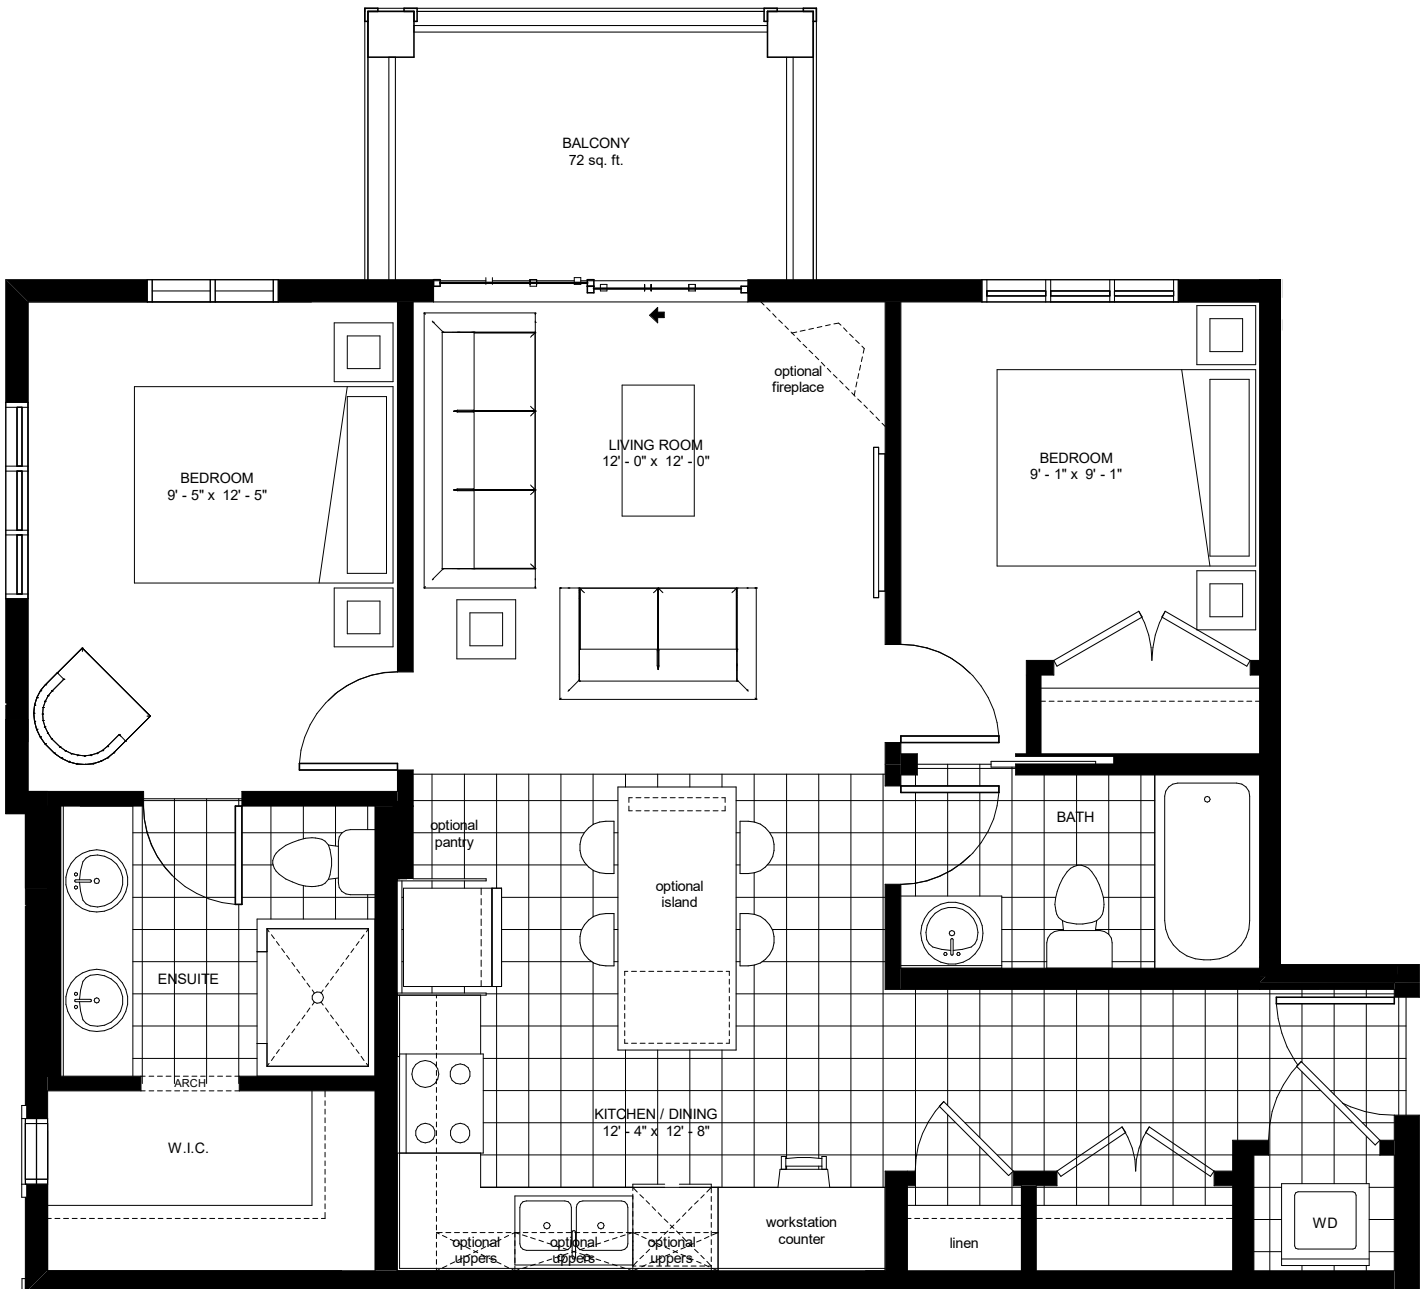 BALCONY
72 sq. ft.
optional
fireplace
LIVING ROOM
12' - 0" x 12' - 0"
BEDROOM
9' - 5" x 12' - 5"
BEDROOM
9' - 1" x 9' - 1"
optional
pantry
BATH
optional
island
ENSUITE
ARCH
KITCHEN / DINING
12' - 4" x 12' - 8"
W.I.C.
workstation
counter
optional
uppers
optional
uppers
optional
uppers
linen
WD